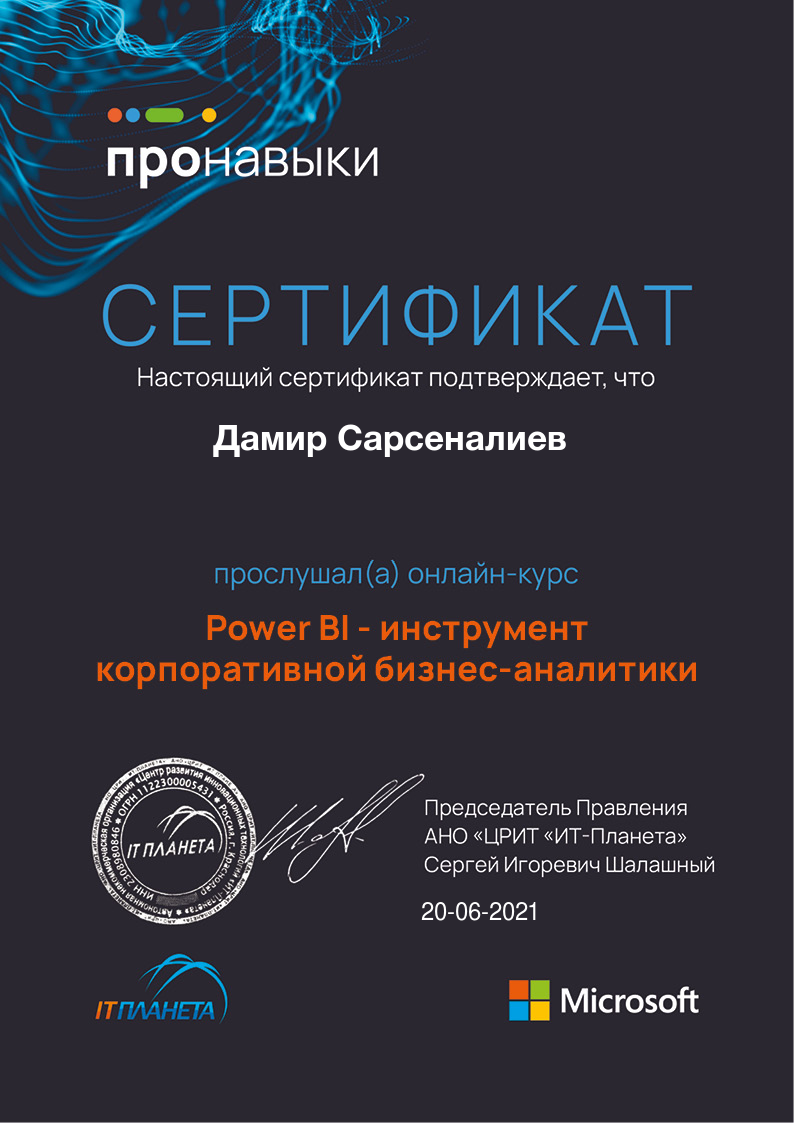 пронавыки
СЕРТИФИКАТ
Настоящий сертификат подтверждает, что
Дамир Сарсеналиев
прослушал(а) онлайн-курс
Power BI - инструмент
корпоративной бизнес-аналитики
Автономная некоммерческая организация «Центр развития инновационных технологий «ИТ-Планета»
ИНН 2308980846 * ОГРН 1122300005431 * Россия, г. Краснодар
IT ПЛАНЕТА
Председатель Правления
АНО «ЦРИТ «ИТ-Планета»
Сергей Игоревич Шалашный
20-06-2021
IT ПЛАНЕТА
Microsoft